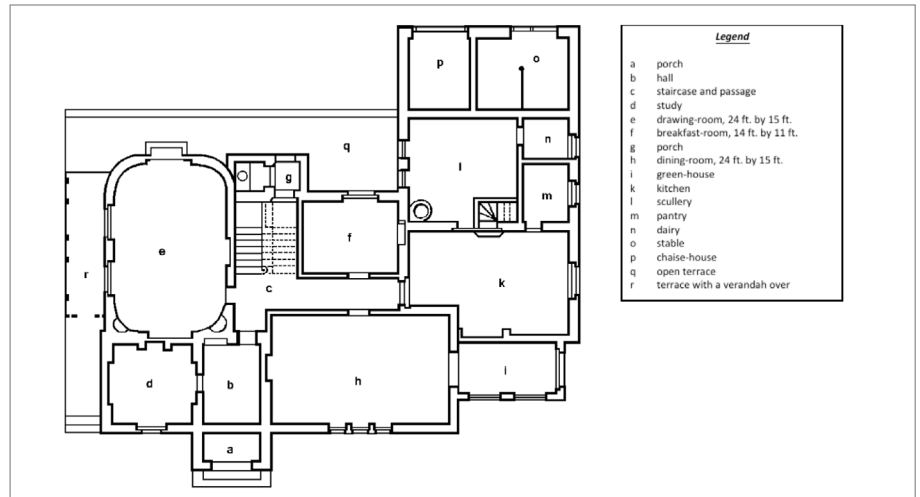 Legend
a porch
b hall
c staircase and passage
d study
e drawing-room, 24 ft. by 15 ft.
f breakfast-room, 14 ft. by 11 ft.
g porch
h dining-room, 24 ft. by 15 ft.
i green-house
k kitchen
l scullery
m pantry
n dairy
o stable
p chaise-house
q open terrace
r terrace with a verandah over
p
o
n
q
l
g
m
f
e
r
c
k
d
b
h
i
a